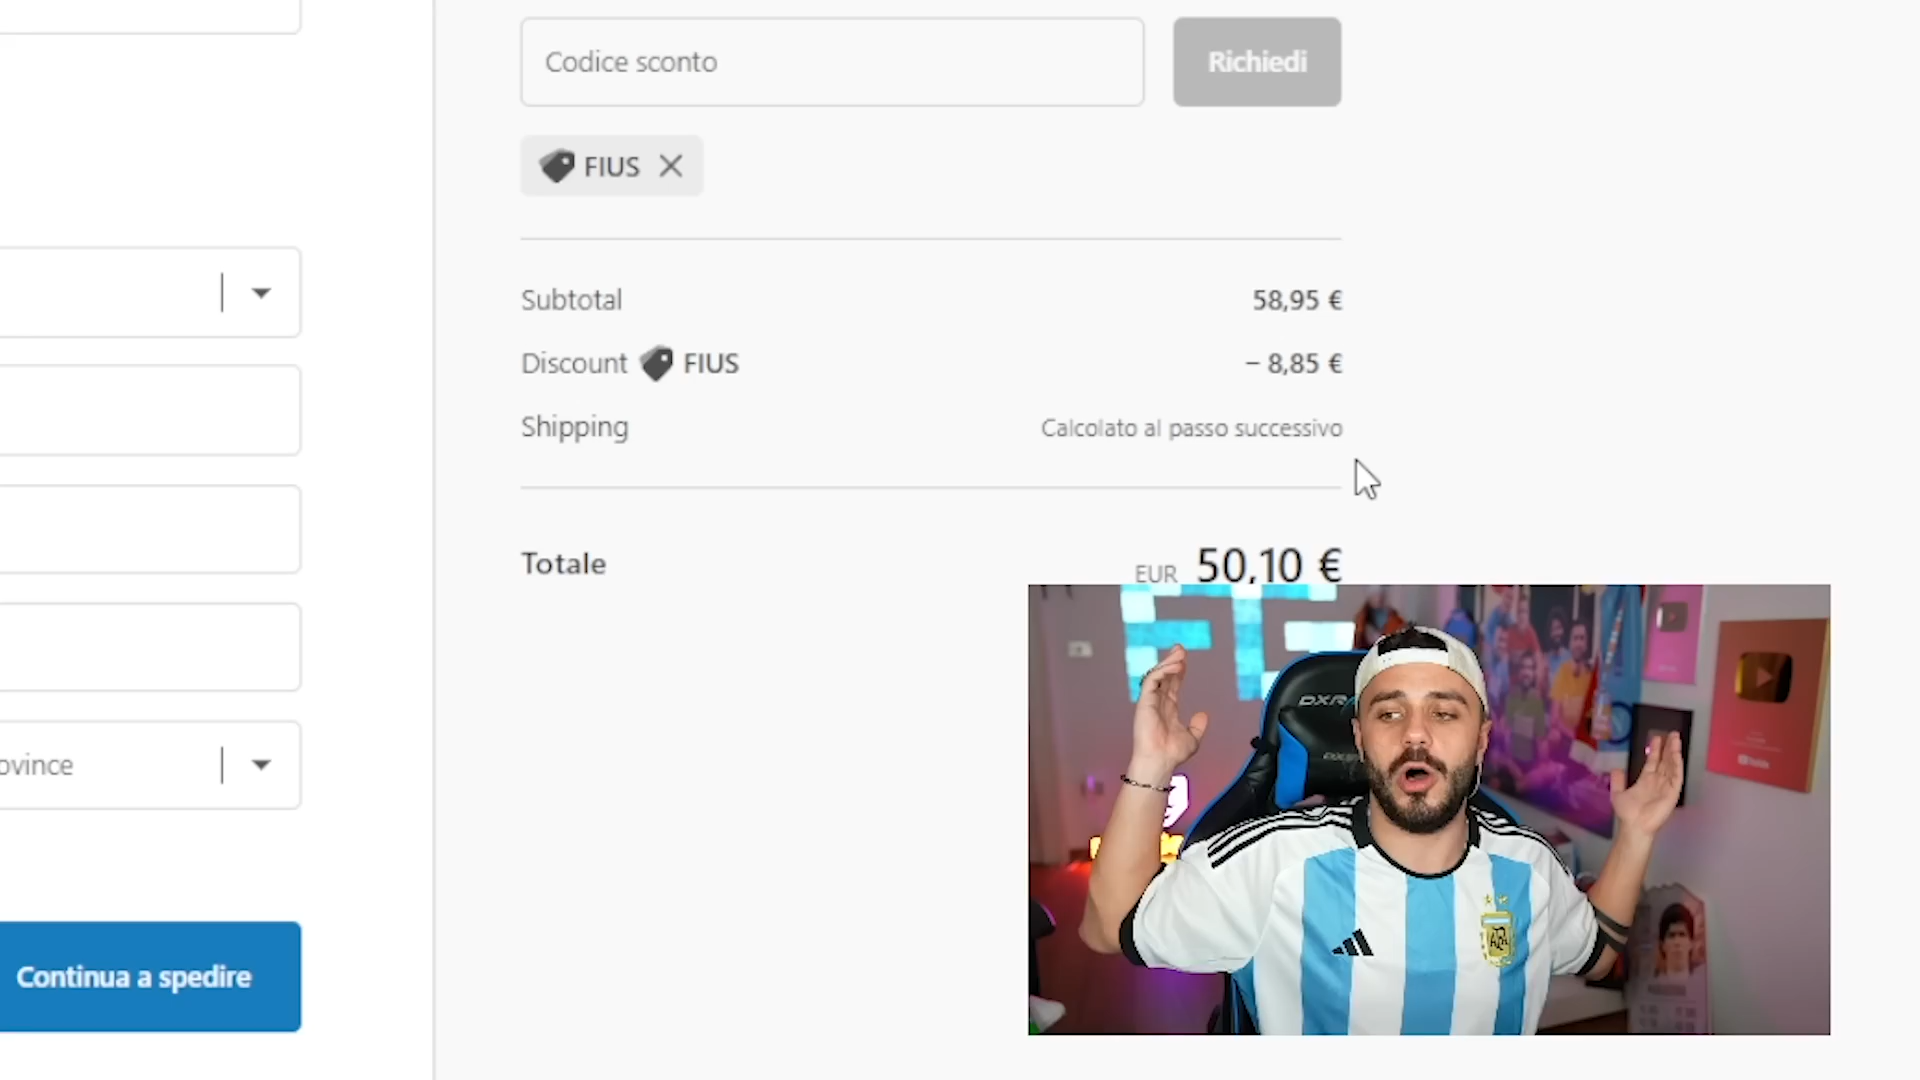 Codice sconto
Richiedi
FIUS
Subtotal 58,95 €
Discount FIUS – 8,85 €
Shipping Calcolato al passo successivo
Totale EUR 50,10 €
ovince
Continua a spedire